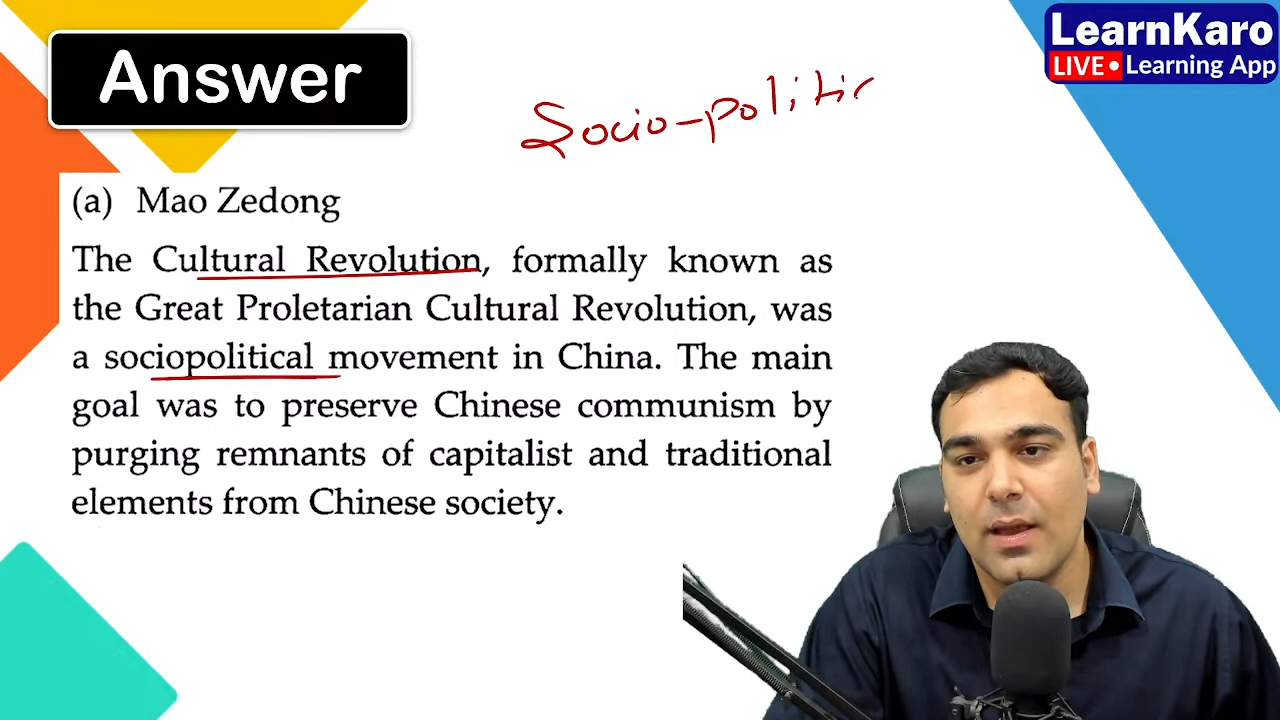 LearnKaro
LIVE • Learning App
Answer
Socio-politic
(a) Mao Zedong
The Cultural Revolution, formally known as
the Great Proletarian Cultural Revolution, was
a sociopolitical movement in China. The main
goal was to preserve Chinese communism by
purging remnants of capitalist and traditional
elements from Chinese society.